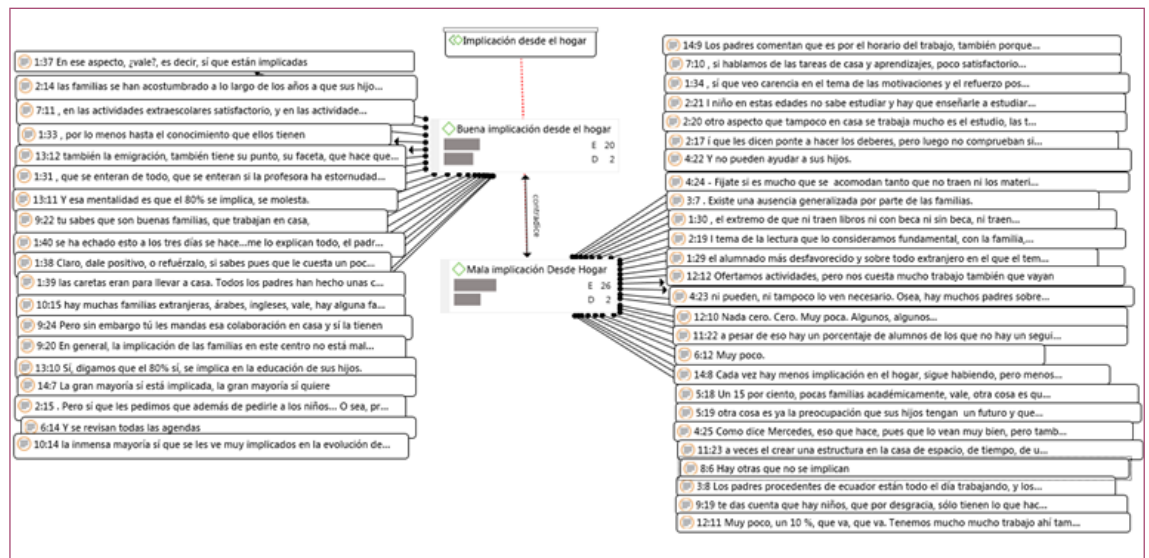 Implicación desde el hogar
1:37 En ese aspecto, ¿vale?, es decir, sí que están implicadas
2:14 las familias se han acostumbrado a lo largo de los años a que sus hijo...
7:11 , en las actividades extraescolares satisfactorio, y en las actividade...
1:33 , por lo menos hasta el conocimiento que ellos tienen
13:12 también la emigración, también tiene su punto, su faceta, que hace que...
1:31 , que se enteran de todo, que se enteran si la profesora ha estornudad...
13:11 Y esa mentalidad es que el 80% se implica, se molesta.
9:22 tu sabes que son buenas familias, que trabajan en casa,
1:40 se ha echado esto a los tres días se hace...me lo explican todo, el padr...
1:38 Claro, dale positivo, o refuérzalo, si sabes pues que le cuesta un poc...
1:39 las caretas eran para llevar a casa. Todos los padres han hecho unas c...
10:15 hay muchas familias extranjeras, árabes, ingleses, vale, hay alguna fa...
9:24 Pero sin embargo tú les mandas esa colaboración en casa y sí la tienen
9:20 En general, la implicación de las familias en este centro no está mal...
13:10 Sí, digamos que el 80% sí, se implica en la educación de sus hijos.
14:7 La gran mayoría sí está implicada, la gran mayoría sí quiere
2:15 . Pero sí que les pedimos que además de pedirle a los niños... O sea, pr...
6:14 Y se revisan todas las agendas
10:14 la inmensa mayoría sí que se les ve muy implicados en la evolución de...
Buena implicación desde el hogar
E 20
D 2
contradice
Mala implicación Desde Hogar
E 26
D 2
14:9 Los padres comentan que es por el horario del trabajo, también porque...
7:10 , si hablamos de las tareas de casa y aprendizajes, poco satisfactorio...
1:34 , sí que veo carencia en el tema de las motivaciones y el refuerzo pos...
2:21 l niño en estas edades no sabe estudiar y hay que enseñarle a estudiar...
2:20 otro aspecto que tampoco en casa se trabaja mucho es el estudio, las t...
2:17 í que les dicen ponte a hacer los deberes, pero luego no comprueban si...
4:22 Y no pueden ayudar a sus hijos.
4:24 - Fijate si es mucho que se acomodan tanto que no traen ni los materi...
3:7 . Existe una ausencia generalizada por parte de las familias.
1:30 , el extremo de que ni traen libros ni con beca ni sin beca, ni traen...
2:19 l tema de la lectura que lo consideramos fundamental, con la familia,...
1:29 el alumnado más desfavorecido y sobre todo extranjero en el que el tem...
12:12 Ofertamos actividades, pero nos cuesta mucho trabajo también que vayan
4:23 ni pueden, ni tampoco lo ven necesario. Osea, hay muchos padres sobre...
12:10 Nada cero. Cero. Muy poca. Algunos, algunos...
11:22 a pesar de eso hay un porcentaje de alumnos de los que no hay un segui...
6:12 Muy poco.
14:8 Cada vez hay menos implicación en el hogar, sigue habiendo, pero menos...
5:18 Un 15 por ciento, pocas familias académicamente, vale, otra cosa es qu...
5:19 otra cosa es ya la preocupación que sus hijos tengan un futuro y que...
4:25 Como dice Mercedes, eso que hace, pues que lo vean muy bien, pero tamb...
11:23 a veces el crear una estructura en la casa de espacio, de tiempo, de u...
8:6 Hay otras que no se implican
3:8 Los padres procedentes de ecuador están todo el día trabajando, y los...
9:19 te das cuenta que hay niños, que por desgracia, sólo tienen lo que hac...
12:11 Muy poco, un 10 %, que va, que va. Tenemos mucho mucho trabajo ahí tam...